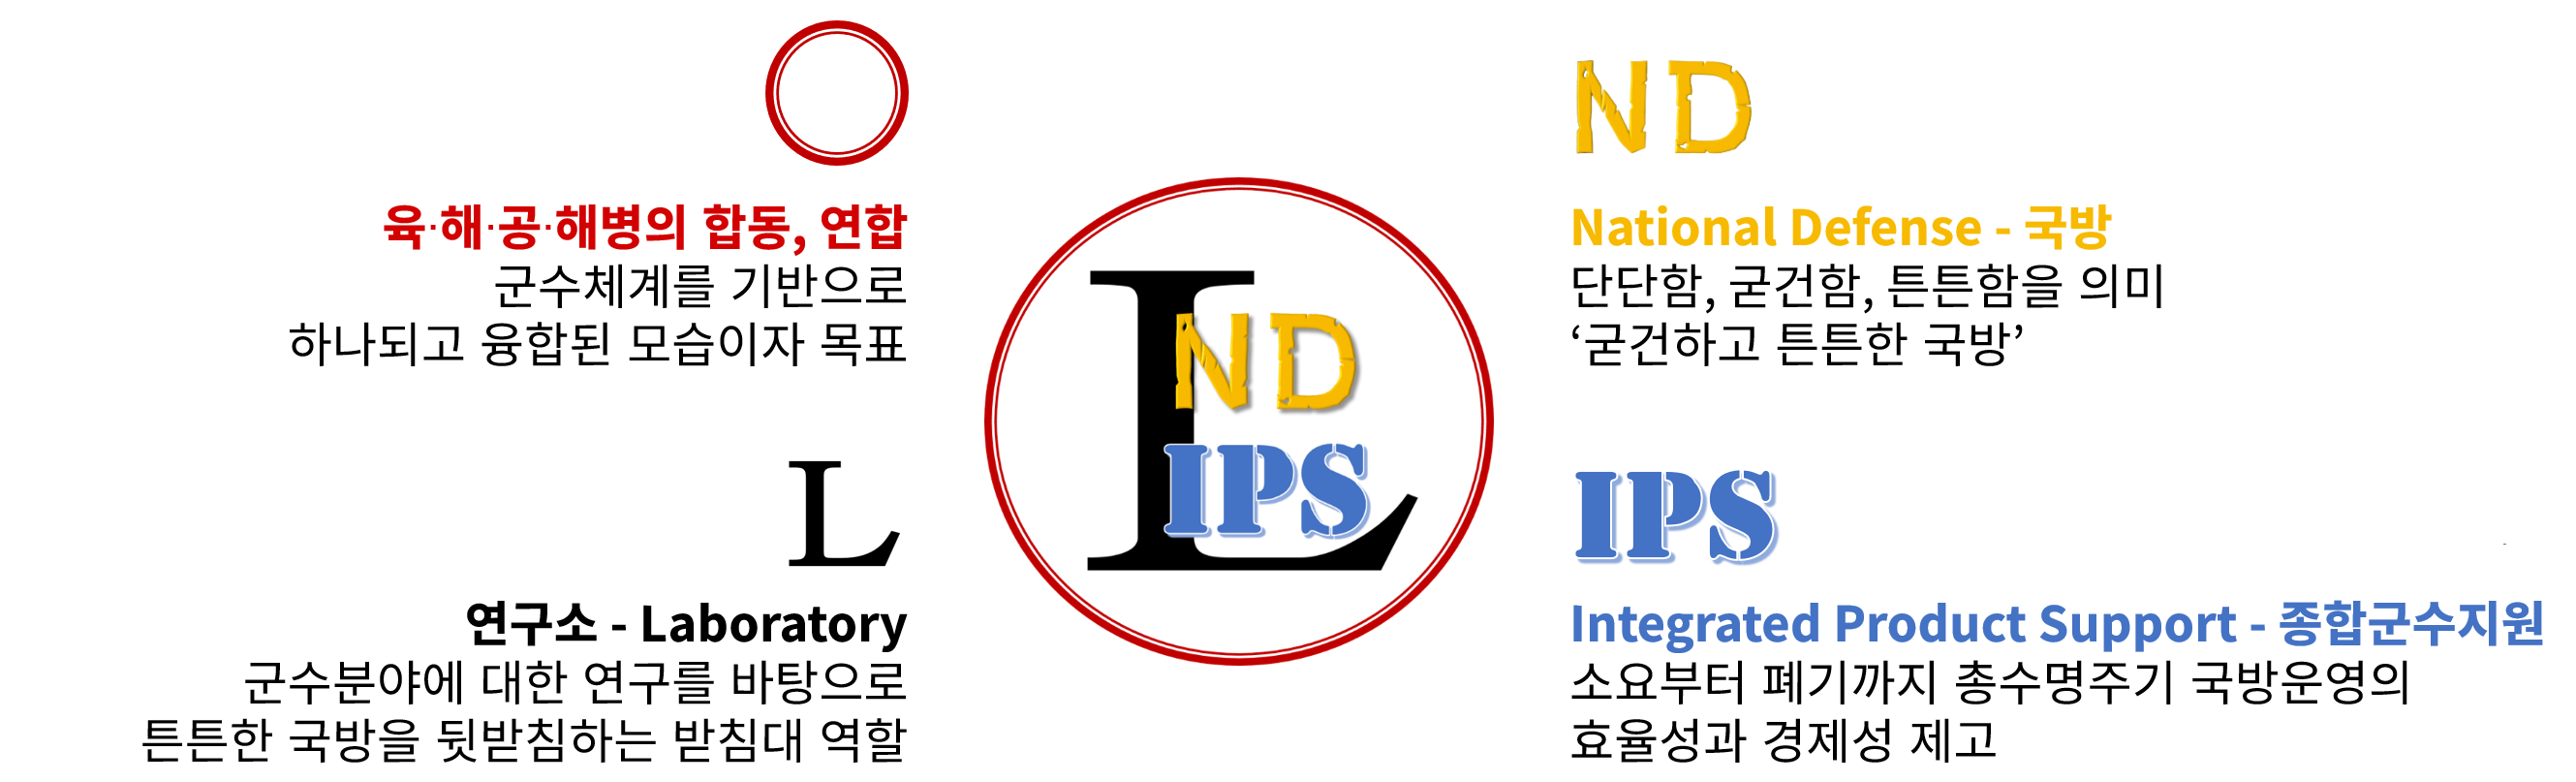 육·해·공·해병의 합동, 연합
군수체계를 기반으로
하나되고 융합된 모습이자 목표
L
연구소 - Laboratory
군수분야에 대한 연구를 바탕으로
튼튼한 국방을 뒷받침하는 받침대 역할
L
ND
IPS
ND
National Defense - 국방
단단함, 굳건함, 튼튼함을 의미
‘굳건하고 튼튼한 국방’
IPS
Integrated Product Support - 종합군수지원
소요부터 폐기까지 총수명주기 국방운영의
효율성과 경제성 제고